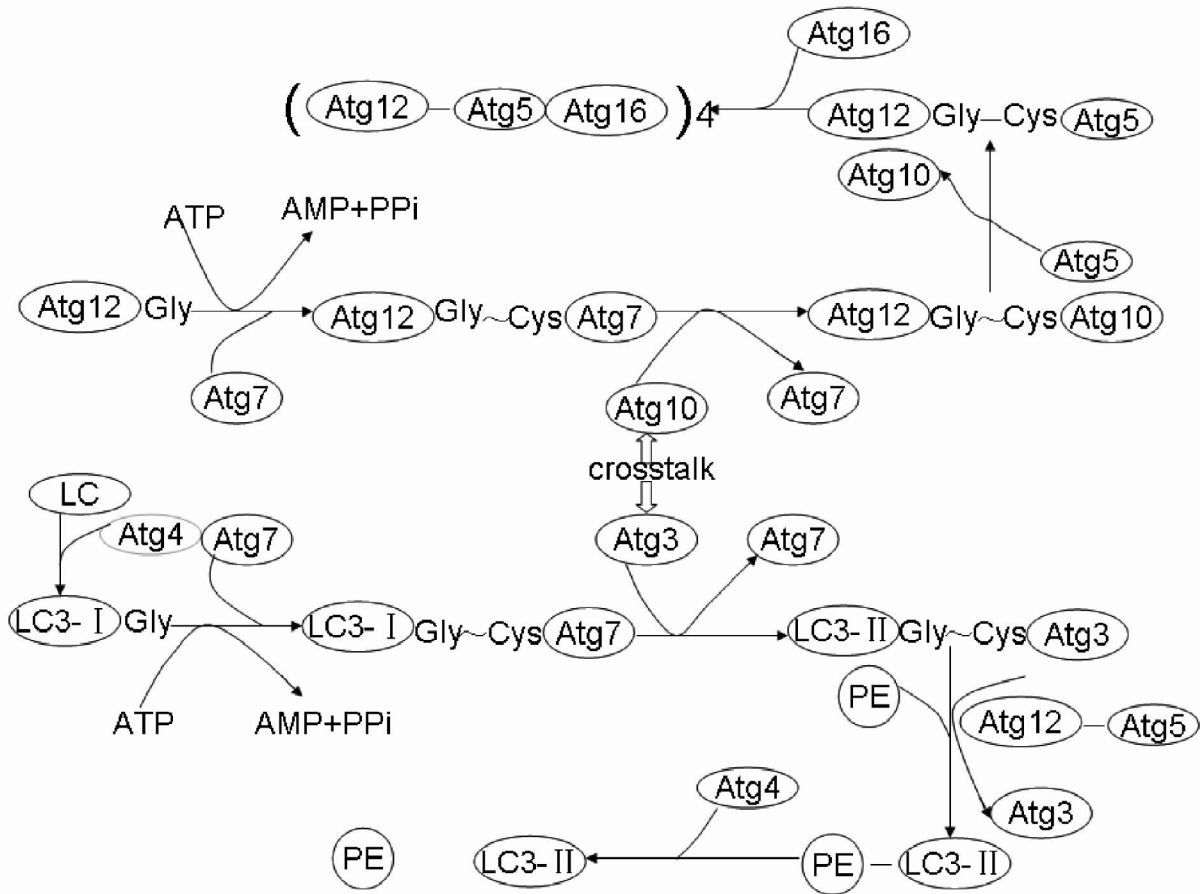 Atg16
( Atg12 — Atg5 Atg16 )4 Atg12 Gly—Cys Atg5
Atg10
ATP AMP+PPi
Atg5
Atg12 Gly Atg12 Gly~Cys Atg7 Atg12 Gly~Cys Atg10
Atg7 Atg10 Atg7
crosstalk
LC
Atg4 Atg7 Atg3 Atg7
LC3-Ⅰ Gly LC3-Ⅰ Gly~Cys Atg7 LC3-Ⅱ Gly~Cys Atg3
PE
ATP AMP+PPi Atg12 — Atg5
Atg4 Atg3
PE LC3-Ⅱ PE — LC3-Ⅱ